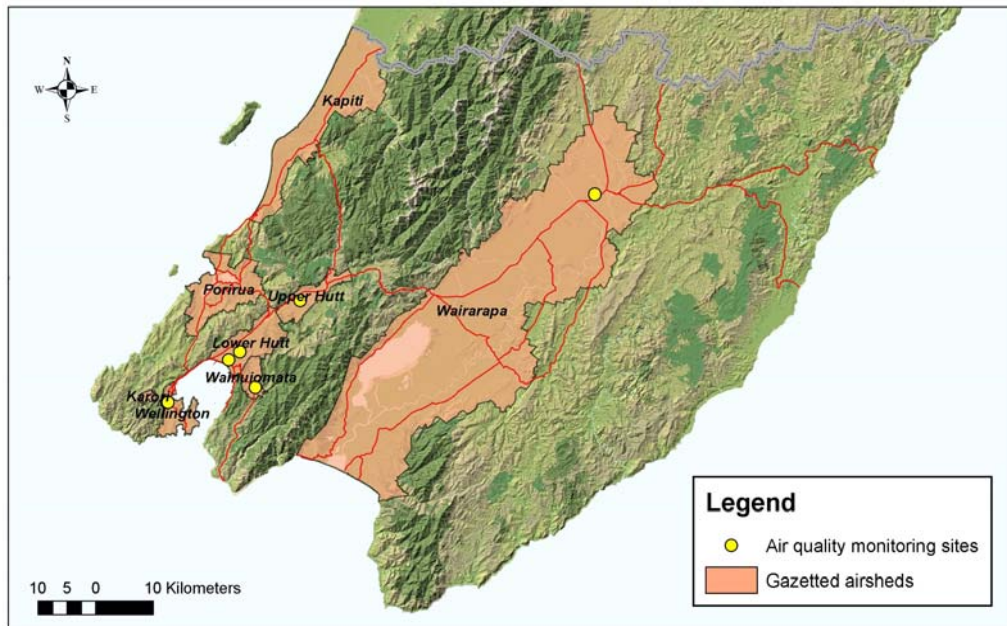 N
W E
S
Kapiti
Porirua
Upper Hutt
Wairarapa
Lower Hutt
Wainuiomata
Karori
Wellington
Legend
Air quality monitoring sites
Gazetted airsheds
10 5 0 10 Kilometers